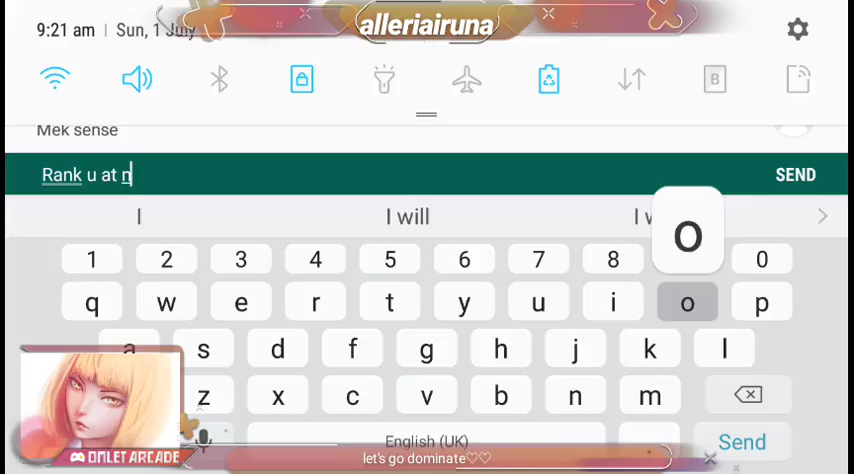 alleriairuna
9:21 am | Sun, 1 July
Mek sense
Rank u at n
SEND
I
I will
I w
o
1 2 3 4 5 6 7 8 0
q w e r t y u i o p
a s d f g h j k l
z x c v b n m
English (UK)
Send
OMLET ARCADE
let's go dominate♡♡